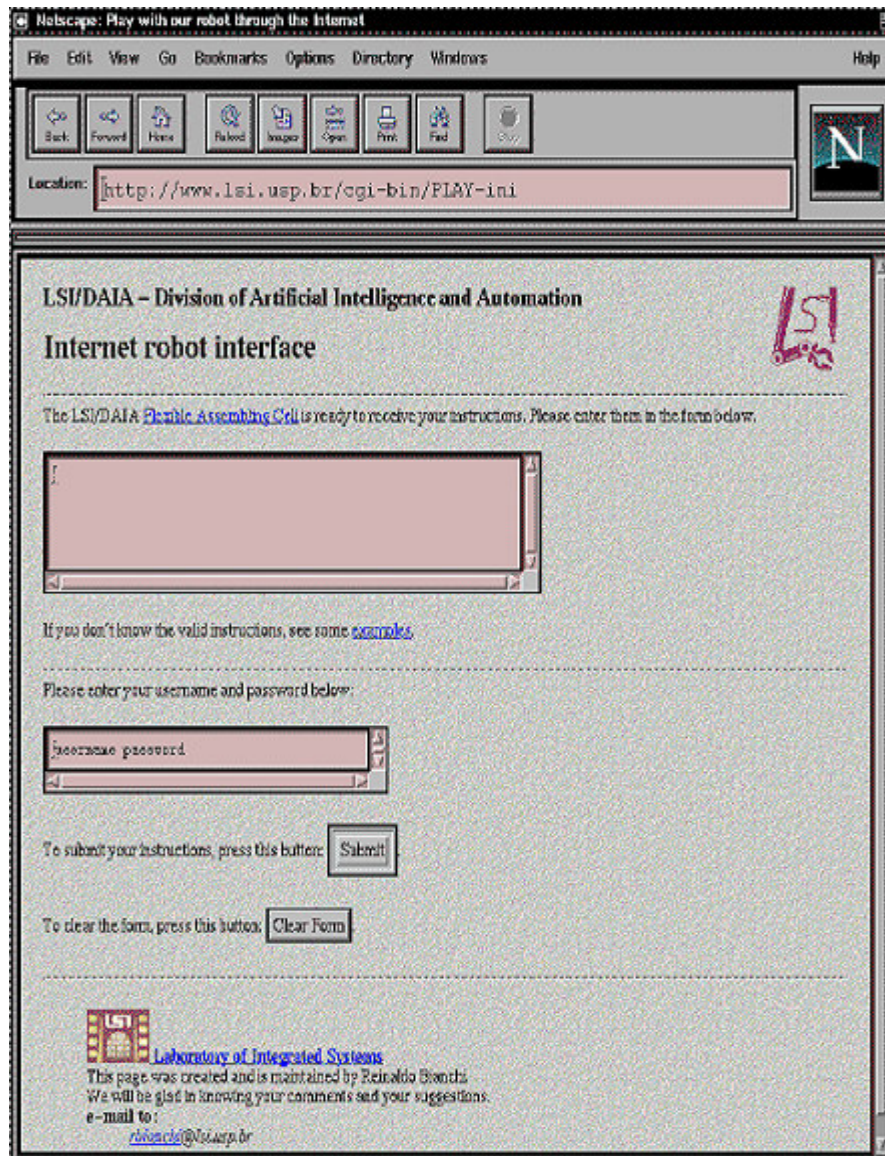 Netscape: Play with our robot through the Internet
File Edit View Go Bookmarks Options Directory Windows Help
Back Forward Home Reload Images Open Print Find Stop
Location: http://www.lsi.usp.br/cgi-bin/PLAY-ini
N
LSI/DAIA – Division of Artificial Intelligence and Automation
LSI
Internet robot interface
The LSI/DAIA Flexible Assembling Cell is ready to receive your instructions. Please enter them in the form below.
If you don't know the valid instructions, see some examples.
Please enter your username and password below:
username password
To submit your instructions, press this button: Submit.
To clear the form, press this button: Clear Form.
LSI
Laboratory of Integrated Systems
This page was created and is maintained by Reinaldo Bianchi
We will be glad in knowing your comments and your suggestions.
e-mail to:
rbianchi@lsi.usp.br